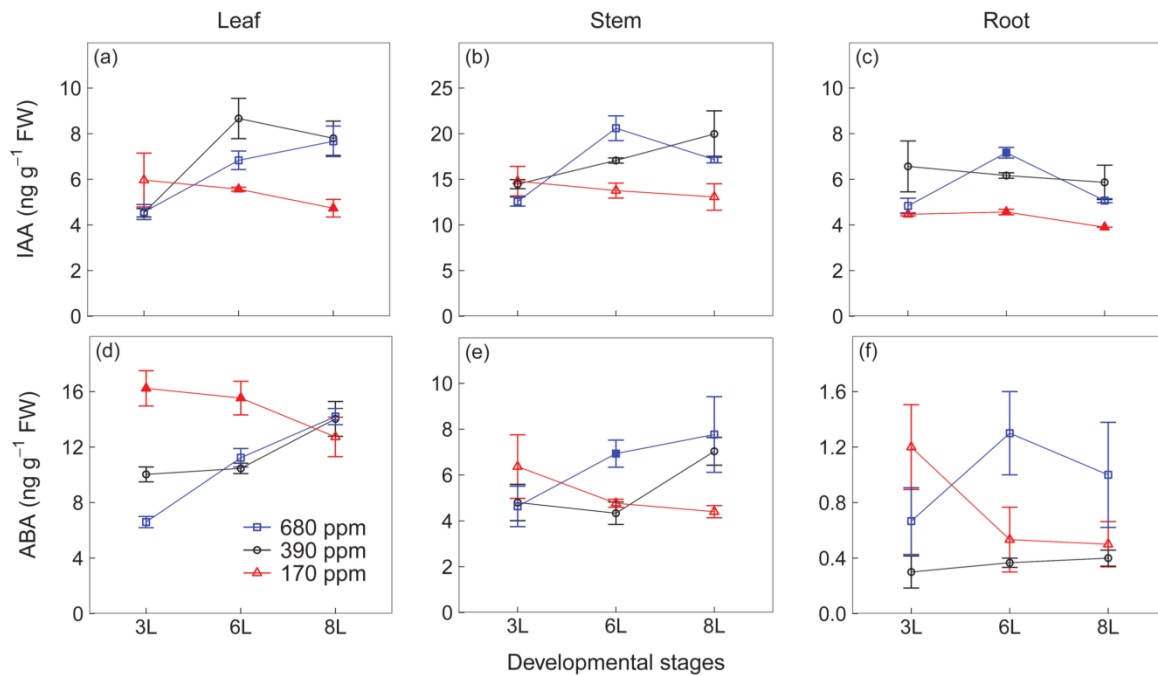 Leaf Stem Root
(a) (b) (c)
10 25 10
8 20 8
6 15 6
4 10 4
2 5 2
0 0 0
IAA (ng g⁻¹ FW)
(d) (e) (f)
16 10 1.6
12 8 1.2
8 6 0.8
4 4 0.4
0 2 0.0
0
ABA (ng g⁻¹ FW)
680 ppm
390 ppm
170 ppm
3L 6L 8L 3L 6L 8L 3L 6L 8L
Developmental stages